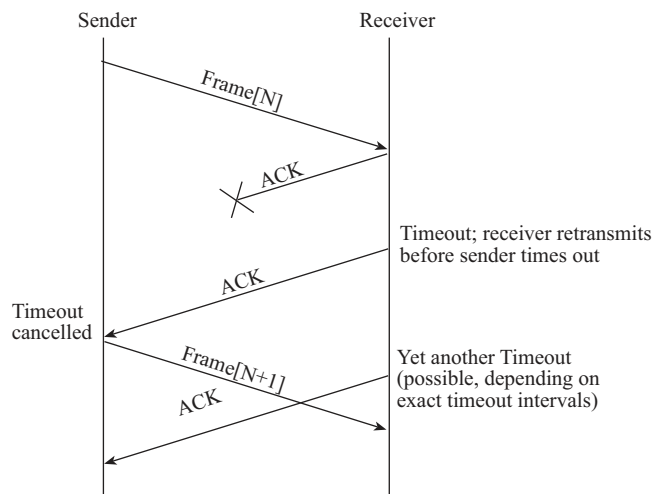 Sender
Receiver
Frame[N]
ACK
Timeout; receiver retransmits
before sender times out
ACK
Timeout
cancelled
Frame[N+1]
Yet another Timeout
(possible, depending on
exact timeout intervals)
ACK